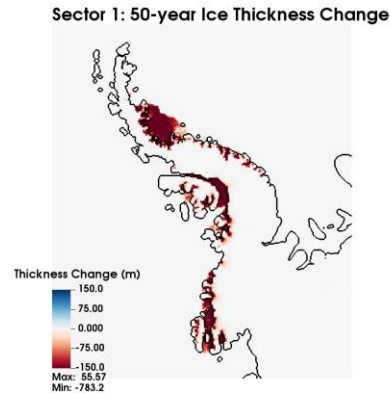 Sector 1: 50-year Ice Thickness Change
Thickness Change (m)
150.0
75.00
0.000
-75.00
-150.0
Max: 55.57
Min: -783.2